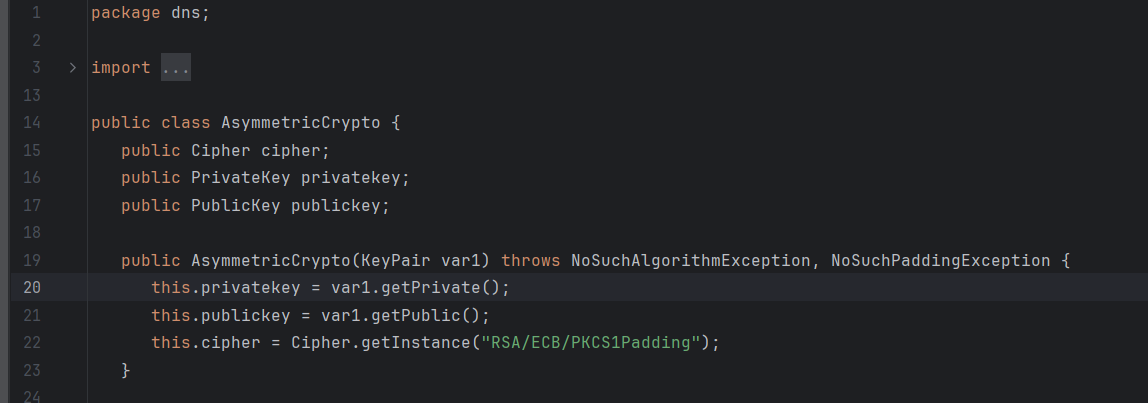 1 package dns;
2
3 > import ...
13
14 public class AsymmetricCrypto {
15 public Cipher cipher;
16 public PrivateKey privatekey;
17 public PublicKey publickey;
18
19 public AsymmetricCrypto(KeyPair var1) throws NoSuchAlgorithmException, NoSuchPaddingException {
20 this.privatekey = var1.getPrivate();
21 this.publickey = var1.getPublic();
22 this.cipher = Cipher.getInstance("RSA/ECB/PKCS1Padding");
23 }
24